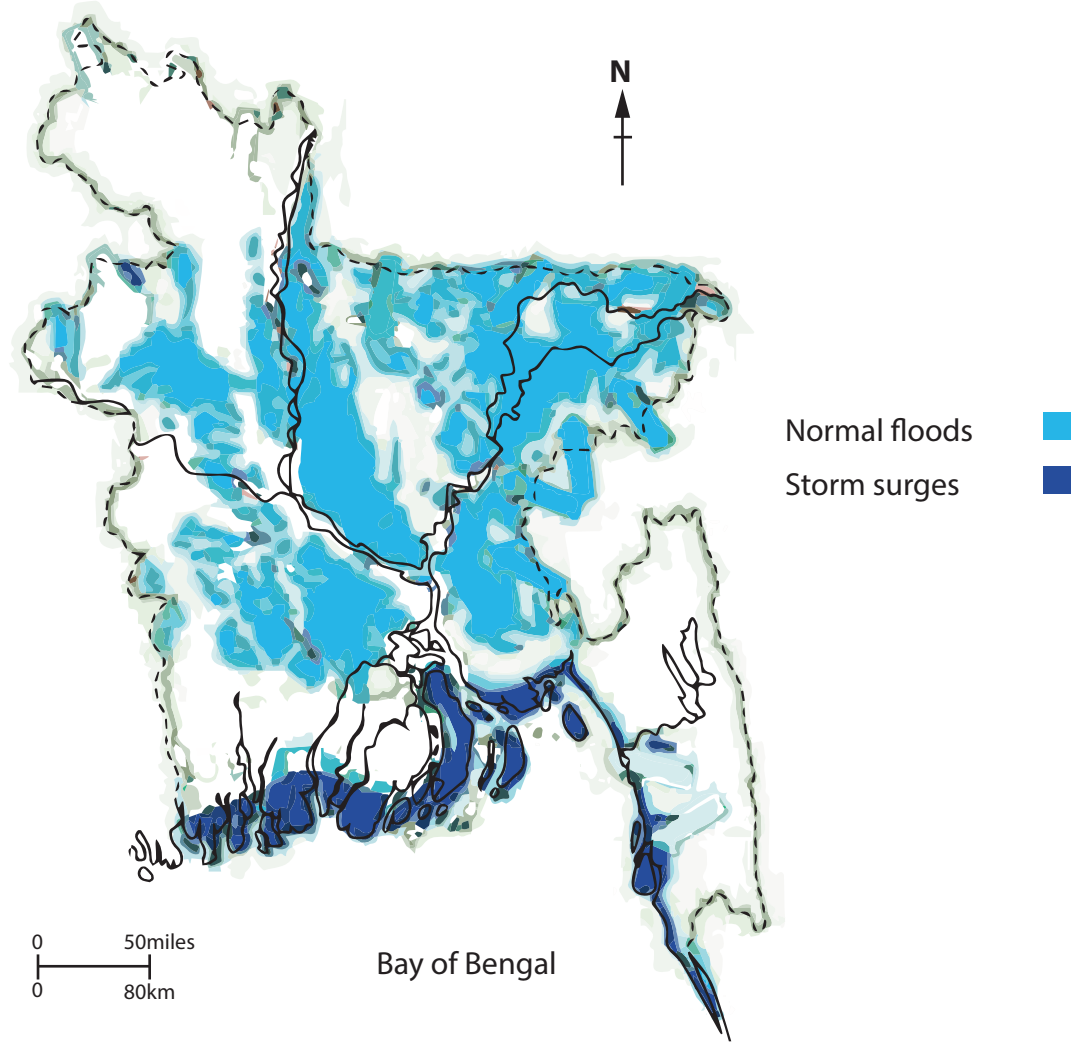 N
Normal floods
Storm surges
0 50miles
0 80km
Bay of Bengal